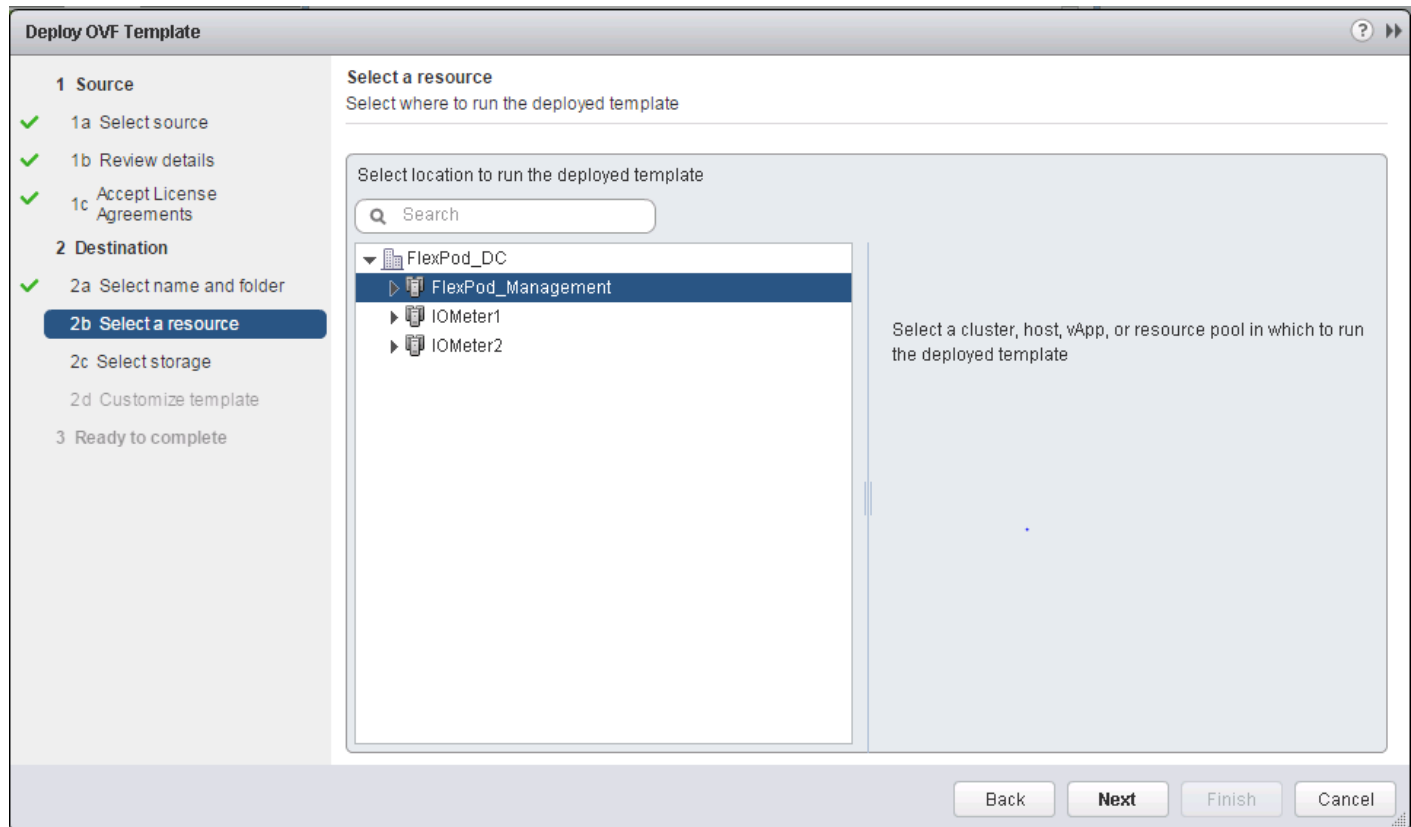 Deploy OVF Template
1 Source
1a Select source
1b Review details
1c Accept License
Agreements
2 Destination
2a Select name and folder
2b Select a resource
2c Select storage
2d Customize template
3 Ready to complete
Select a resource
Select where to run the deployed template
Select location to run the deployed template
Search
FlexPod_DC
FlexPod_Management
IOMeter1
IOMeter2
Select a cluster, host, vApp, or resource pool in which to run
the deployed template
Back
Next
Finish
Cancel